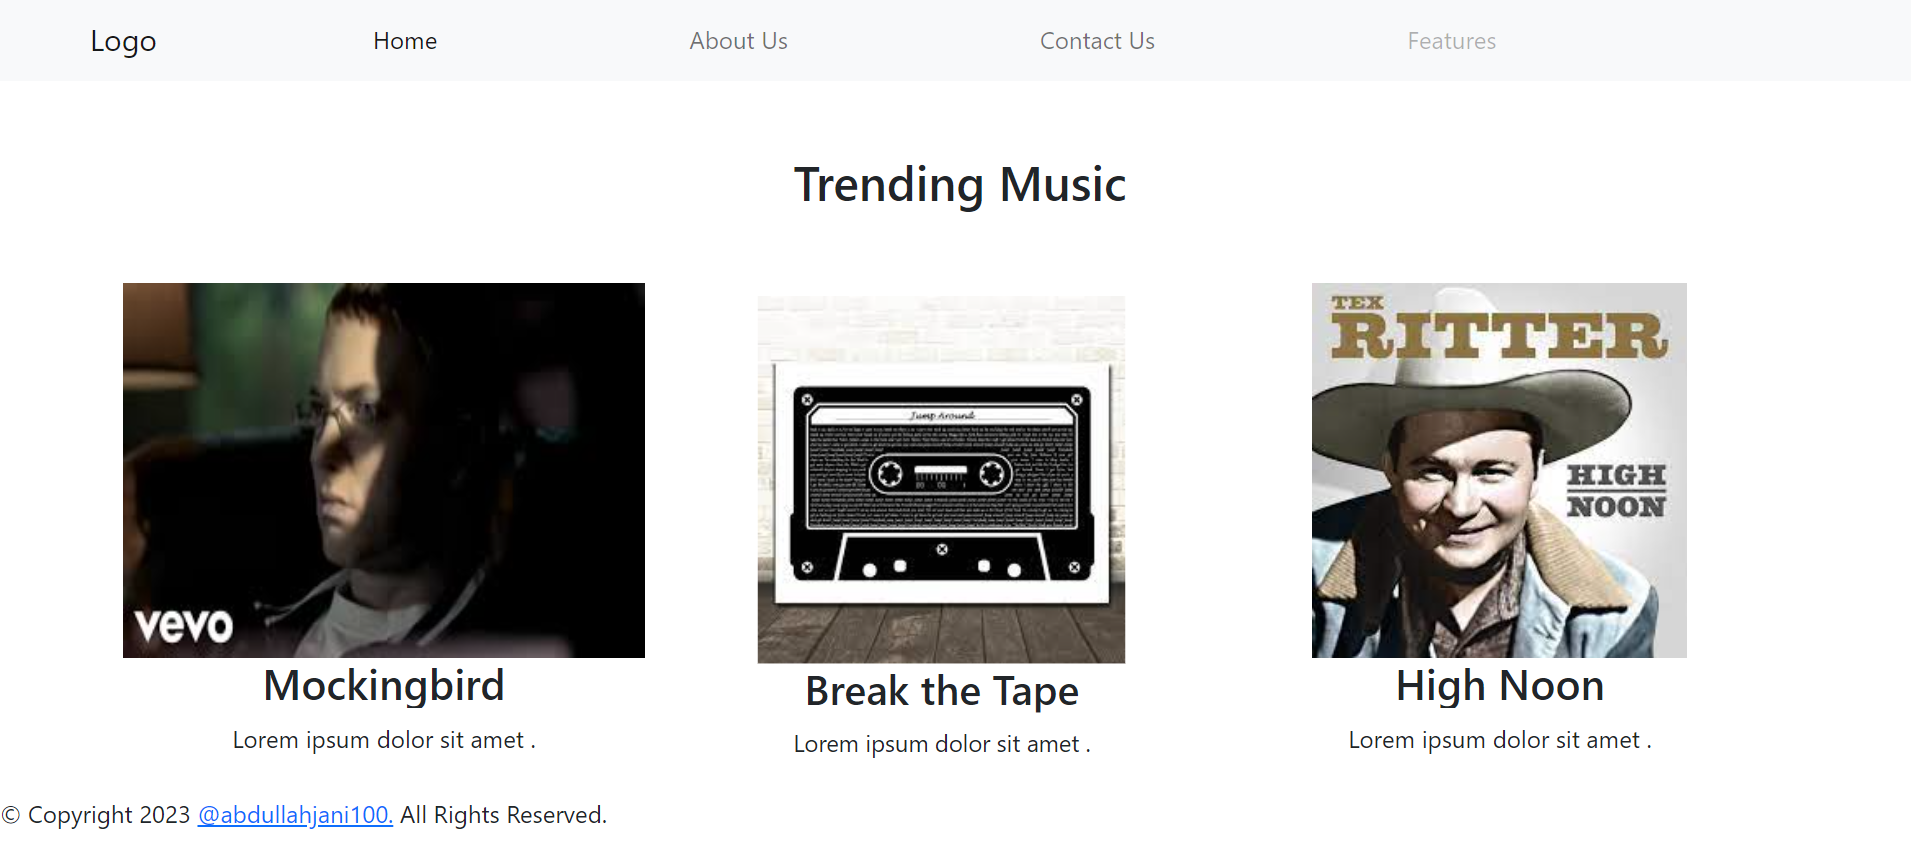 Logo Home About Us Contact Us Features
Trending Music
vevo
Jump Around
TEX
RITTER
HIGH
NOON
Mockingbird
Lorem ipsum dolor sit amet .
Break the Tape
Lorem ipsum dolor sit amet .
High Noon
Lorem ipsum dolor sit amet .
© Copyright 2023 @abdullahjani100. All Rights Reserved.